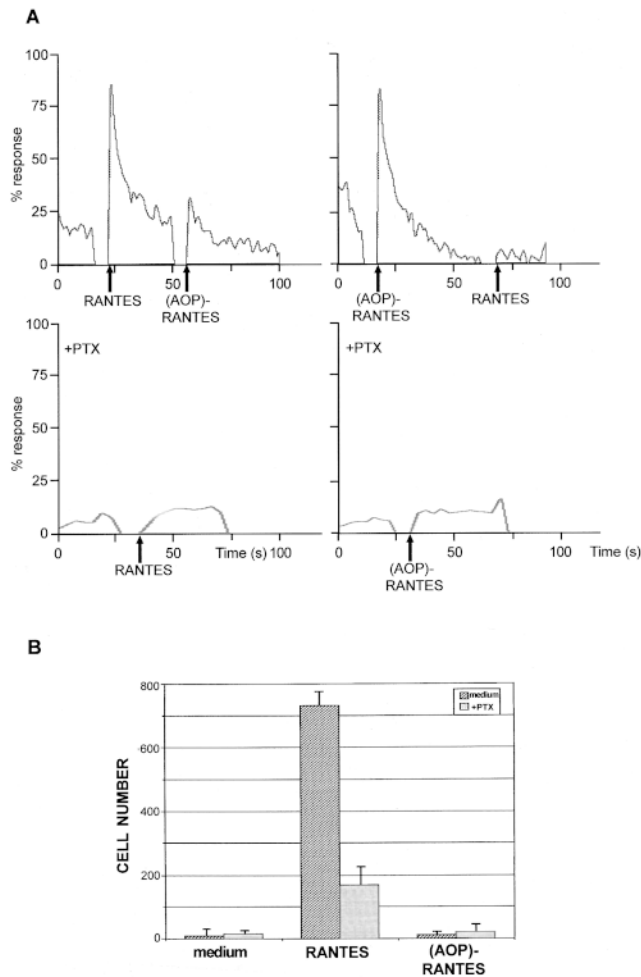 A
100
75
50
25
0
% response
0 50 100
RANTES
(AOP)-
RANTES
100
75
50
25
0
% response
0 50 100
(AOP)-
RANTES
RANTES
+PTX
100
75
50
25
0
% response
0 50 Time (s) 100
RANTES
+PTX
100
75
50
25
0
0 50 100 Time (s)
(AOP)-
RANTES
B
CELL NUMBER
800
600
400
200
0
medium
+PTX
medium RANTES (AOP)-
RANTES